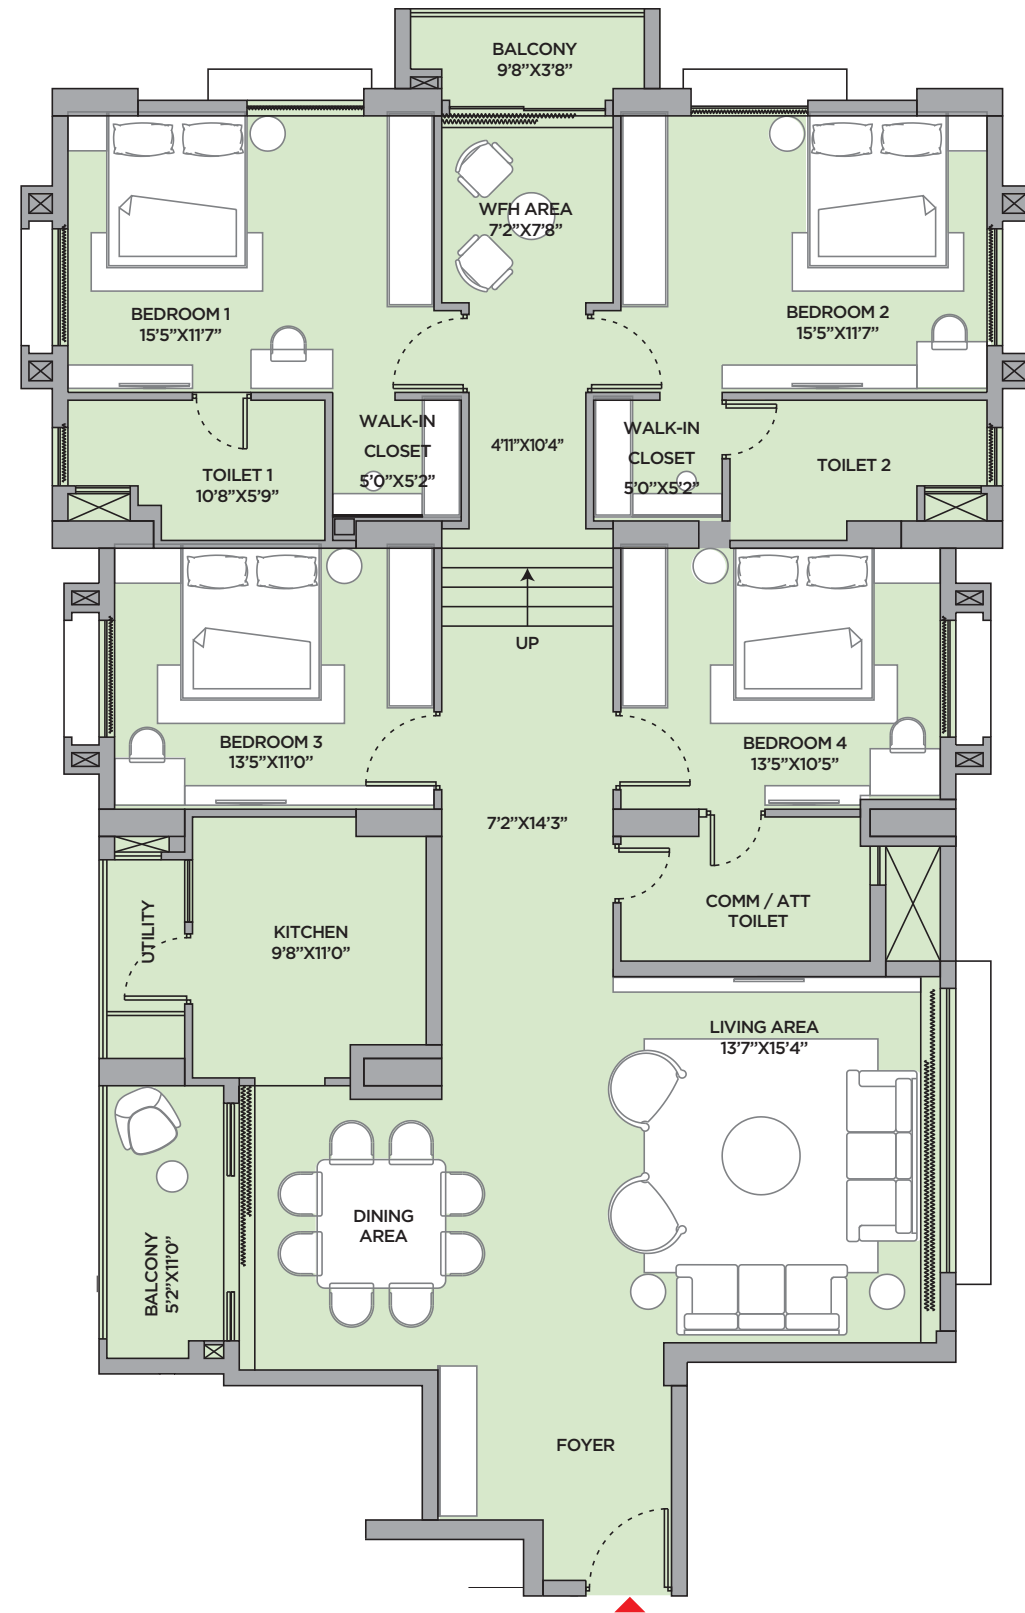 BALCONY
9'8"X3'8"
WFH AREA
7'2"X7'8"
BEDROOM 1
15'5"X11'7"
BEDROOM 2
15'5"X11'7"
WALK-IN
CLOSET
5'0"X5'2"
4'11"X10'4"
WALK-IN
CLOSET
5'0"X5'2"
TOILET 1
10'8"X5'9"
TOILET 2
UP
BEDROOM 3
13'5"X11'0"
BEDROOM 4
13'5"X10'5"
7'2"X14'3"
UTILITY
KITCHEN
9'8"X11'0"
COMM / ATT
TOILET
LIVING AREA
13'7"X15'4"
DINING
AREA
BALCONY
5'2"X11'0"
FOYER